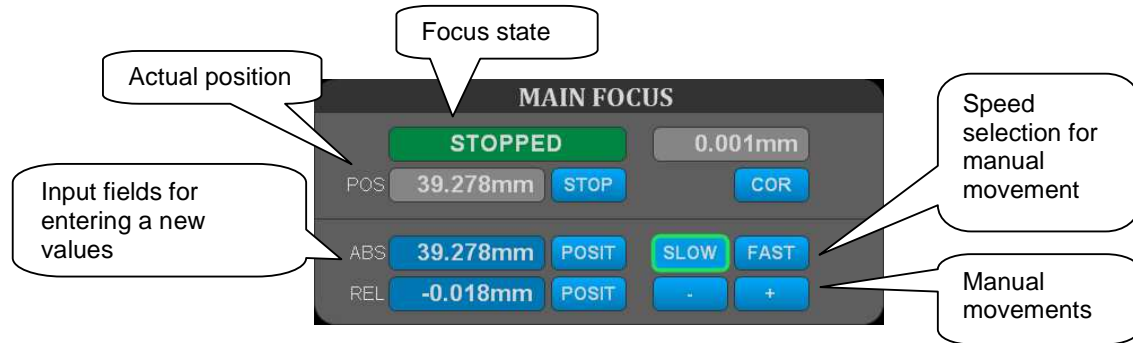 Focus state
Actual position
MAIN FOCUS
Speed
selection for
manual
movement
STOPPED
0.001mm
POS 39.278mm STOP COR
Input fields for
entering a new
values
ABS 39.278mm POSIT SLOW FAST
REL -0.018mm POSIT - +
Manual
movements